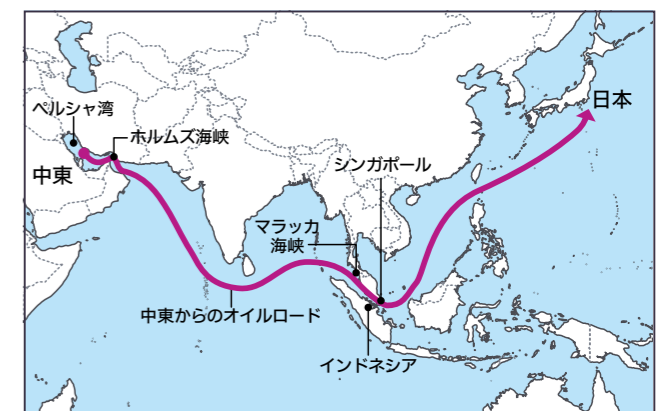 日本
ペルシャ湾
ホルムズ海峡
中東
シンガポール
マラッカ
海峡
中東からのオイルロード
インドネシア